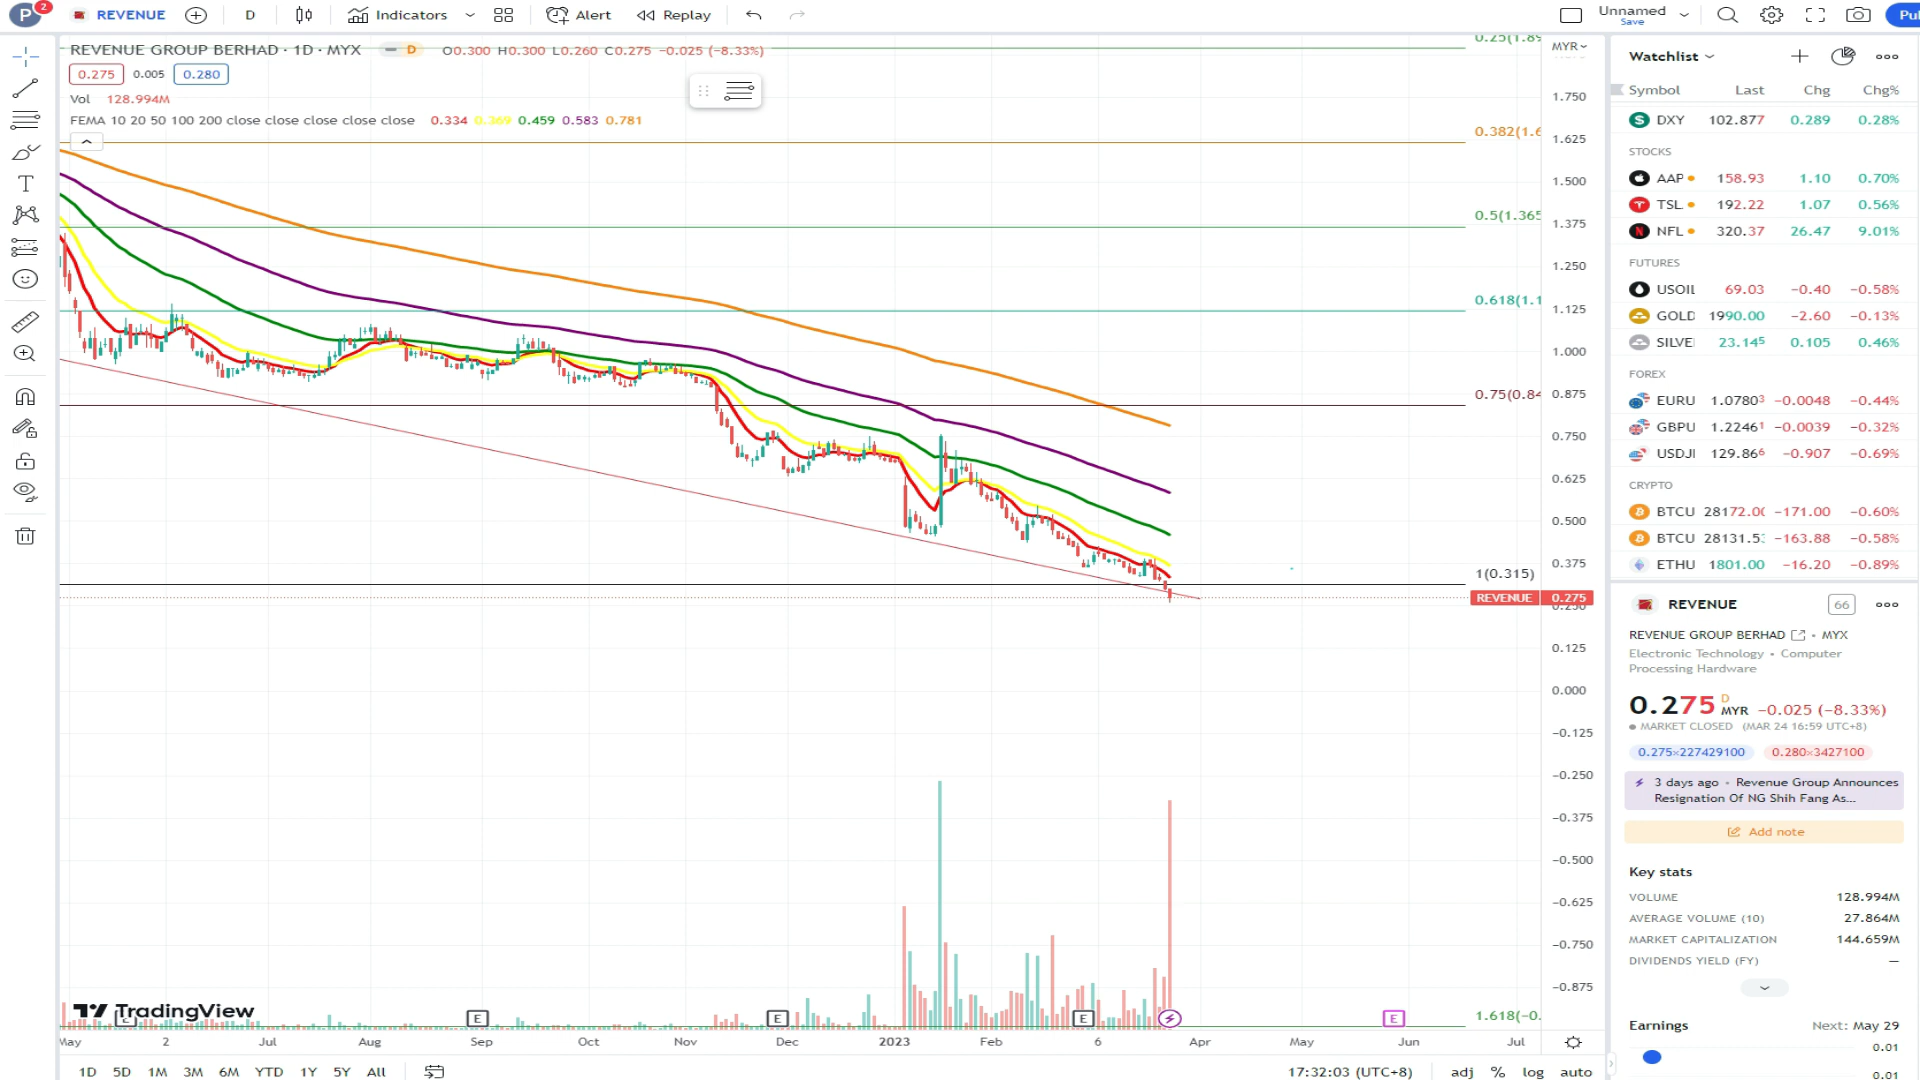 P 2 REVENUE D Indicators Alert Replay Unnamed Save Pul
REVENUE GROUP BERHAD · 1D · MYX D O0.300 H0.300 L0.260 C0.275 −0.025 (−8.33%)
0.275 0.005 0.280
Vol 128.994M
FEMA 10 20 50 100 200 close close close close close 0.334 0.369 0.459 0.583 0.781
0.25(1.89
0.382(1.6
0.5(1.365
0.618(1.1
0.75(0.84
1(0.315)
REVENUE 0.275
1.618(−0.
MYR
1.750
1.625
1.500
1.375
1.250
1.125
1.000
0.875
0.750
0.625
0.500
0.375
0.250
0.125
0.000
−0.125
−0.250
−0.375
−0.500
−0.625
−0.750
−0.875
TradingView
E E E E E
May 2 Jul Aug Sep Oct Nov Dec 2023 Feb 6 Apr May Jun Jul
1D 5D 1M 3M 6M YTD 1Y 5Y All 17:32:03 (UTC+8) adj % log auto
Watchlist
Symbol Last Chg Chg%
DXY 102.877 0.289 0.28%
STOCKS
AAP 158.93 1.10 0.70%
TSL 192.22 1.07 0.56%
NFL 320.37 26.47 9.01%
FUTURES
USOIL 69.03 −0.40 −0.58%
GOLD 1990.00 −2.60 −0.13%
SILVE 23.145 0.105 0.46%
FOREX
EURU 1.07803 −0.0048 −0.44%
GBPU 1.22461 −0.0039 −0.32%
USDJ 129.866 −0.907 −0.69%
CRYPTO
BTCU 28172.00 −171.00 −0.60%
BTCU 28131.5 −163.88 −0.58%
ETHU 1801.00 −16.20 −0.89%
REVENUE 66
REVENUE GROUP BERHAD • MYX
Electronic Technology • Computer
Processing Hardware
0.275 D MYR −0.025 (−8.33%)
MARKET CLOSED (MAR 24 16:59 UTC+8)
0.275×227429100 0.280×3427100
3 days ago • Revenue Group Announces
Resignation Of NG Shih Fang As...
Add note
Key stats
VOLUME 128.994M
AVERAGE VOLUME (10) 27.864M
MARKET CAPITALIZATION 144.659M
DIVIDENDS YIELD (FY) —
Earnings Next: May 29
0.01
0.01